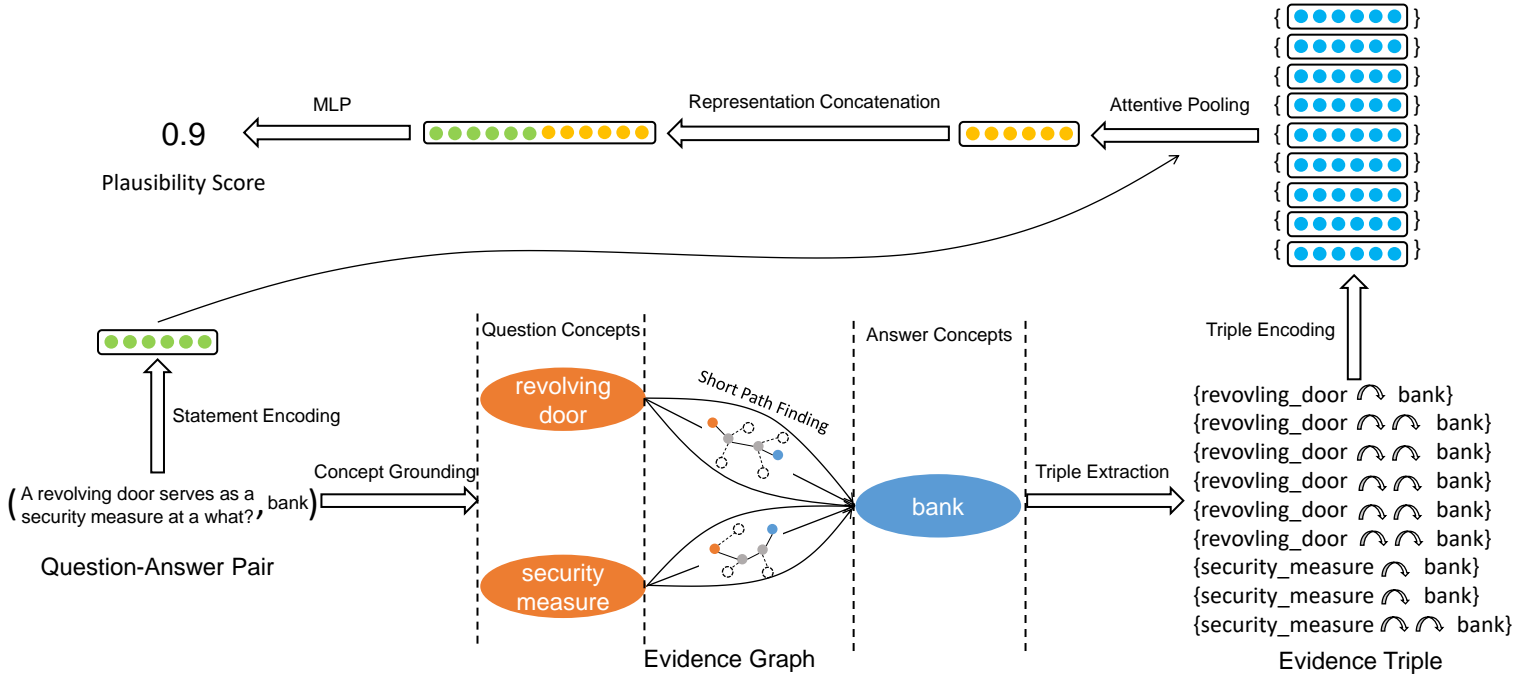 MLP
Representation Concatenation
Attentive Pooling
{ }
{ }
{ }
{ }
{ }
{ }
{ }
{ }
{ }
0.9
Plausibility Score
Question Concepts
Answer Concepts
Triple Encoding
revolving
door
Short Path Finding
Statement Encoding
Concept Grounding
(A revolving door serves as a
security measure at a what?, bank)
Question-Answer Pair
security
measure
bank
Triple Extraction
Evidence Graph
{revovling_door bank}
{revovling_door bank}
{revovling_door bank}
{revovling_door bank}
{revovling_door bank}
{revovling_door bank}
{security_measure bank}
{security_measure bank}
{security_measure bank}
Evidence Triple